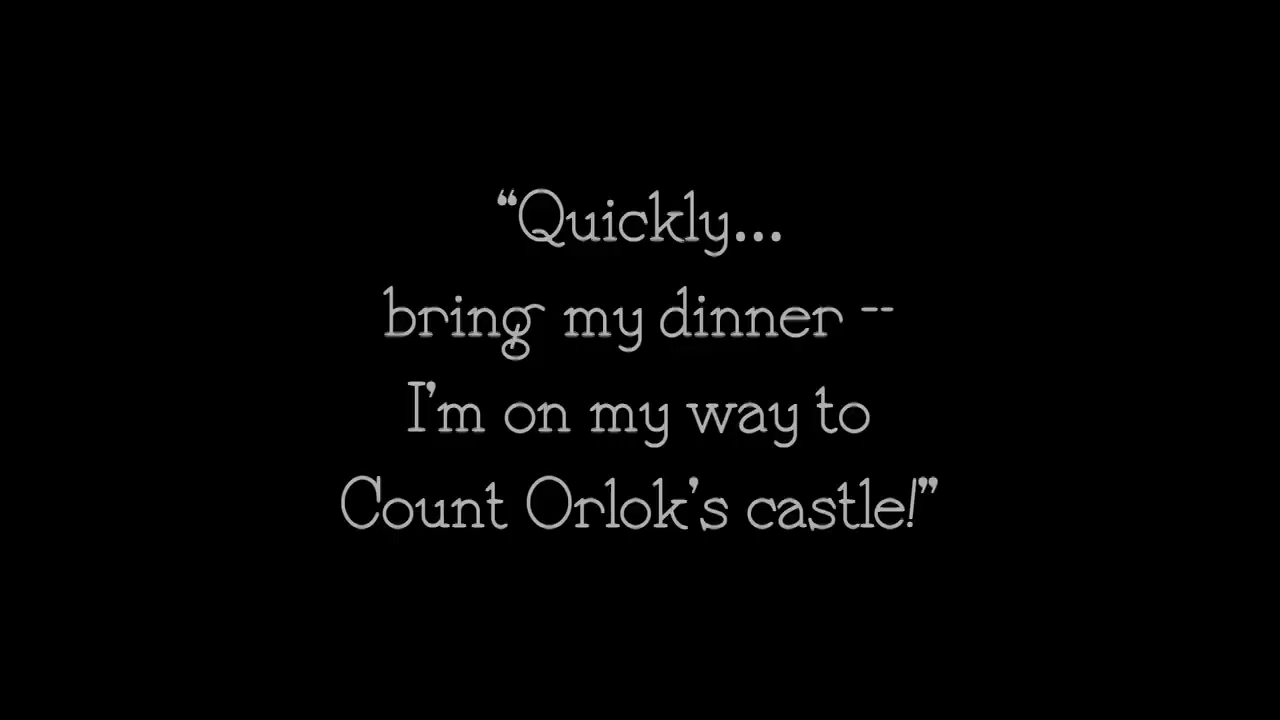 “Quickly...
bring my dinner --
I’m on my way to
Count Orlok’s castle!”